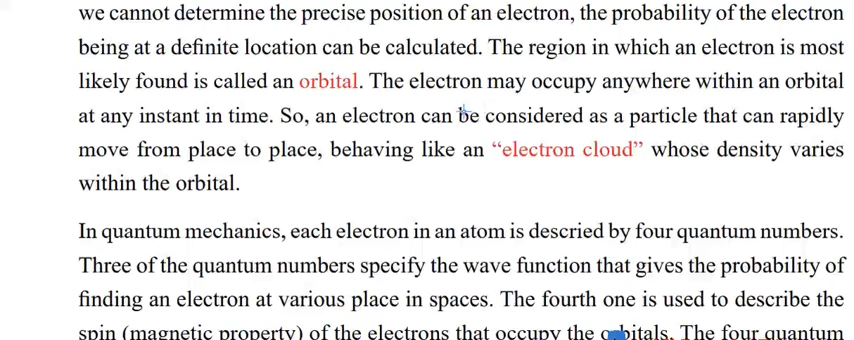 we cannot determine the precise position of an electron, the probability of the electron
being at a definite location can be calculated. The region in which an electron is most
likely found is called an orbital. The electron may occupy anywhere within an orbital
at any instant in time. So, an electron can be considered as a particle that can rapidly
move from place to place, behaving like an “electron cloud” whose density varies
within the orbital.
In quantum mechanics, each electron in an atom is descried by four quantum numbers.
Three of the quantum numbers specify the wave function that gives the probability of
finding an electron at various place in spaces. The fourth one is used to describe the
spin (magnetic property) of the electrons that occupy the orbitals. The four quantum